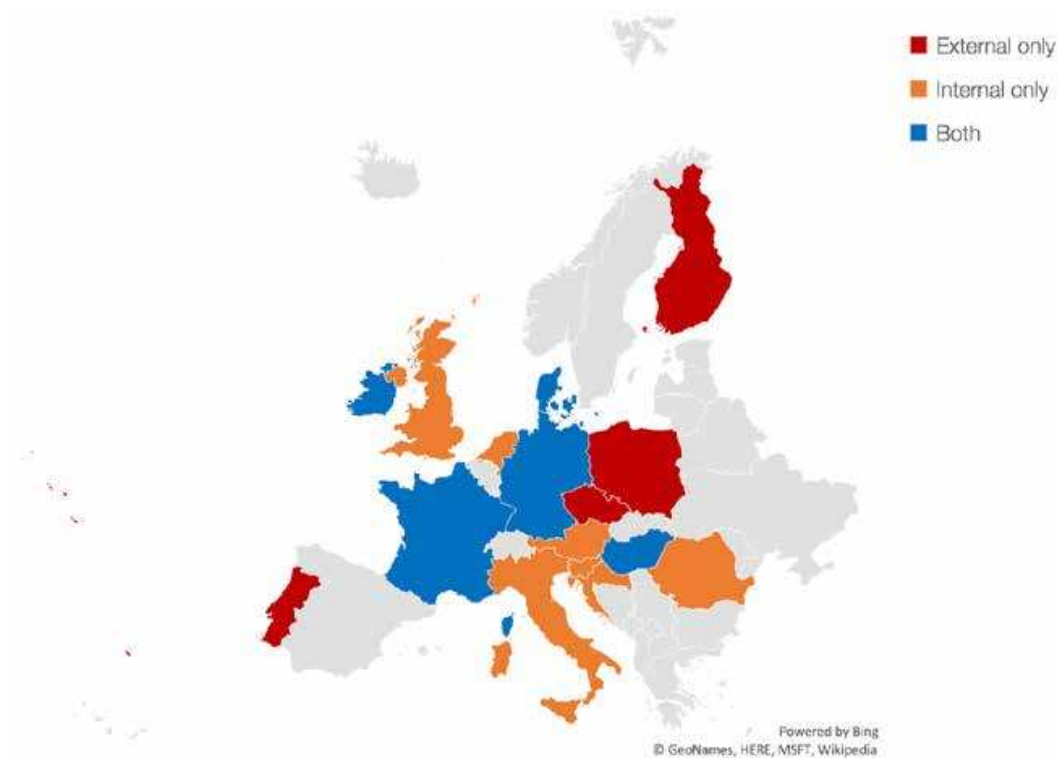 External only
Internal only
Both
Powered by Bing
© GeoNames, HERE, MSFT, Wikipedia